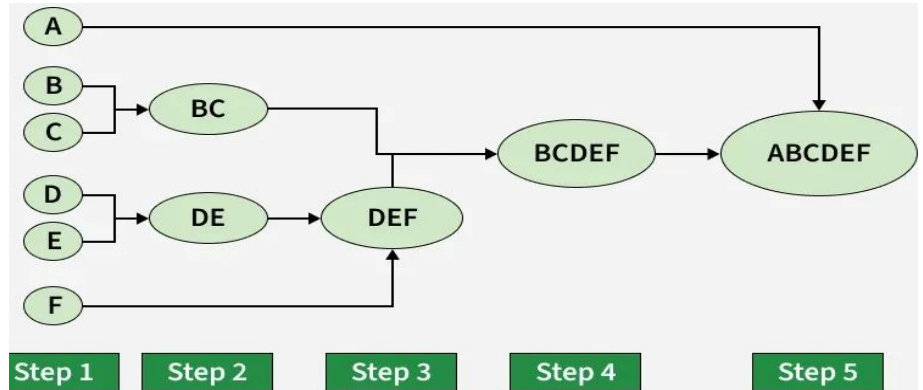 A
B
C
BC
D
E
DE
DEF
F
BCDEF
ABCDEF
Step 1
Step 2
Step 3
Step 4
Step 5